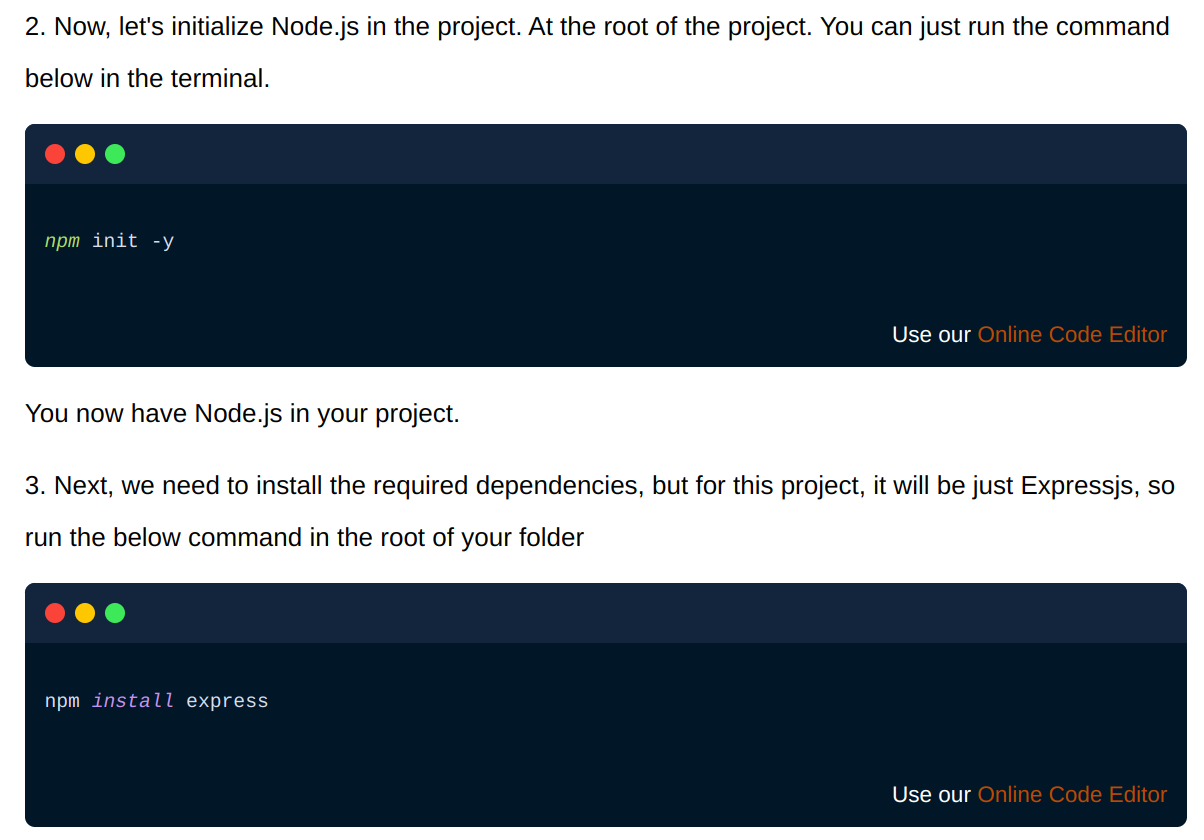 2. Now, let's initialize Node.js in the project. At the root of the project. You can just run the command
below in the terminal.
npm init -y
Use our Online Code Editor
You now have Node.js in your project.
3. Next, we need to install the required dependencies, but for this project, it will be just Expressjs, so
run the below command in the root of your folder
npm install express
Use our Online Code Editor